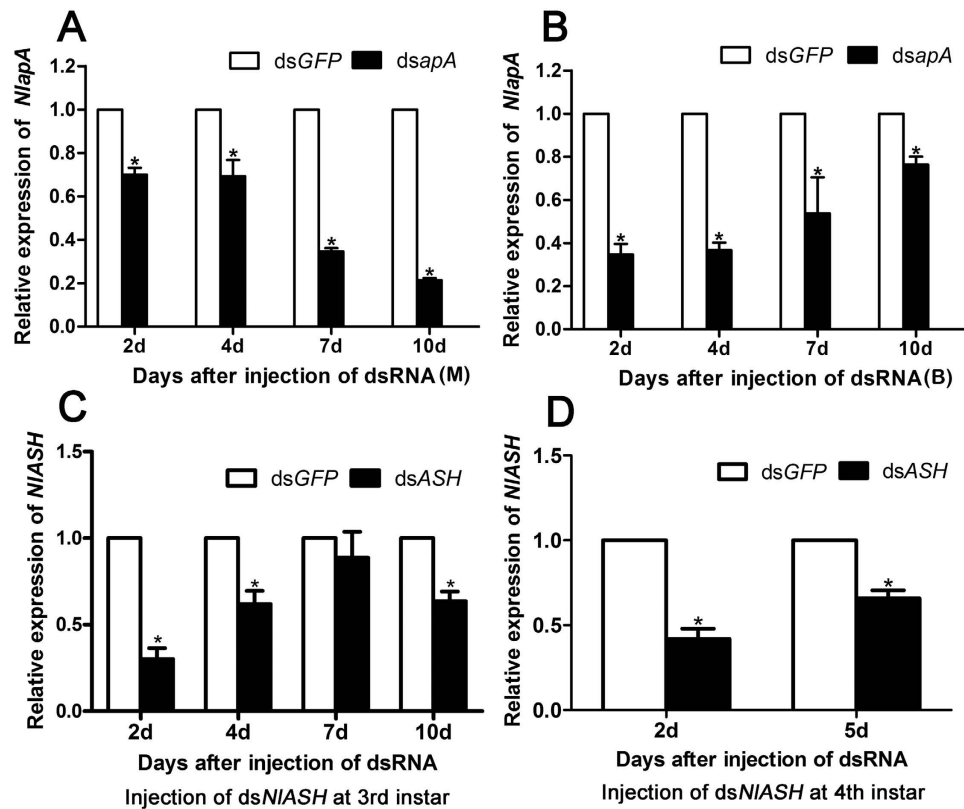 A
dsGFP dsapA
Relative expression of NlapA
1.2
1.0
0.8
0.6
0.4
0.2
0.0
* * * *
2d 4d 7d 10d
Days after injection of dsRNA(M)
B
dsGFP dsapA
Relative expression of NlapA
1.2
1.0
0.8
0.6
0.4
0.2
0.0
* * * *
2d 4d 7d 10d
Days after injection of dsRNA(B)
C
dsGFP dsASH
Relative expression of NlASH
1.5
1.0
0.5
0.0
* * *
2d 4d 7d 10d
Days after injection of dsRNA
Injection of dsNlASH at 3rd instar
D
dsGFP dsASH
Relative expression of NlASH
1.5
1.0
0.5
0.0
* *
2d 5d
Days after injection of dsRNA
Injection of dsNlASH at 4th instar